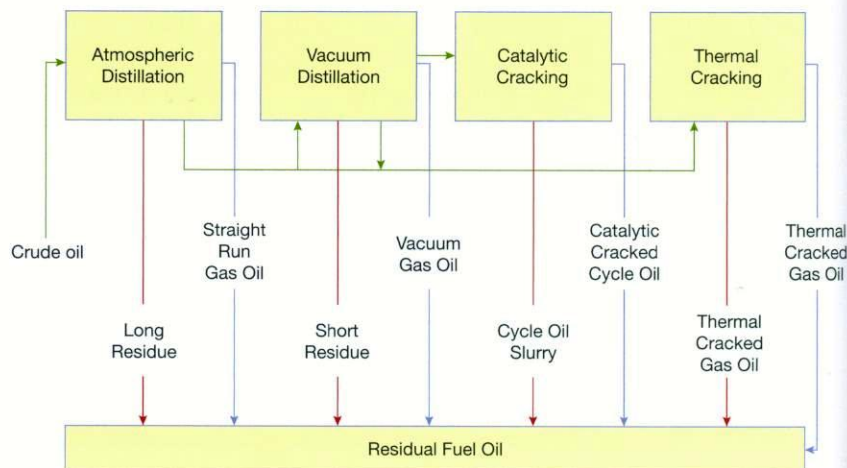 Atmospheric
Distillation
Vacuum
Distillation
Catalytic
Cracking
Thermal
Cracking
Crude oil
Straight
Run
Gas Oil
Vacuum
Gas Oil
Catalytic
Cracked
Cycle Oil
Thermal
Cracked
Gas Oil
Long
Residue
Short
Residue
Cycle Oil
Slurry
Thermal
Cracked
Gas Oil
Residual Fuel Oil